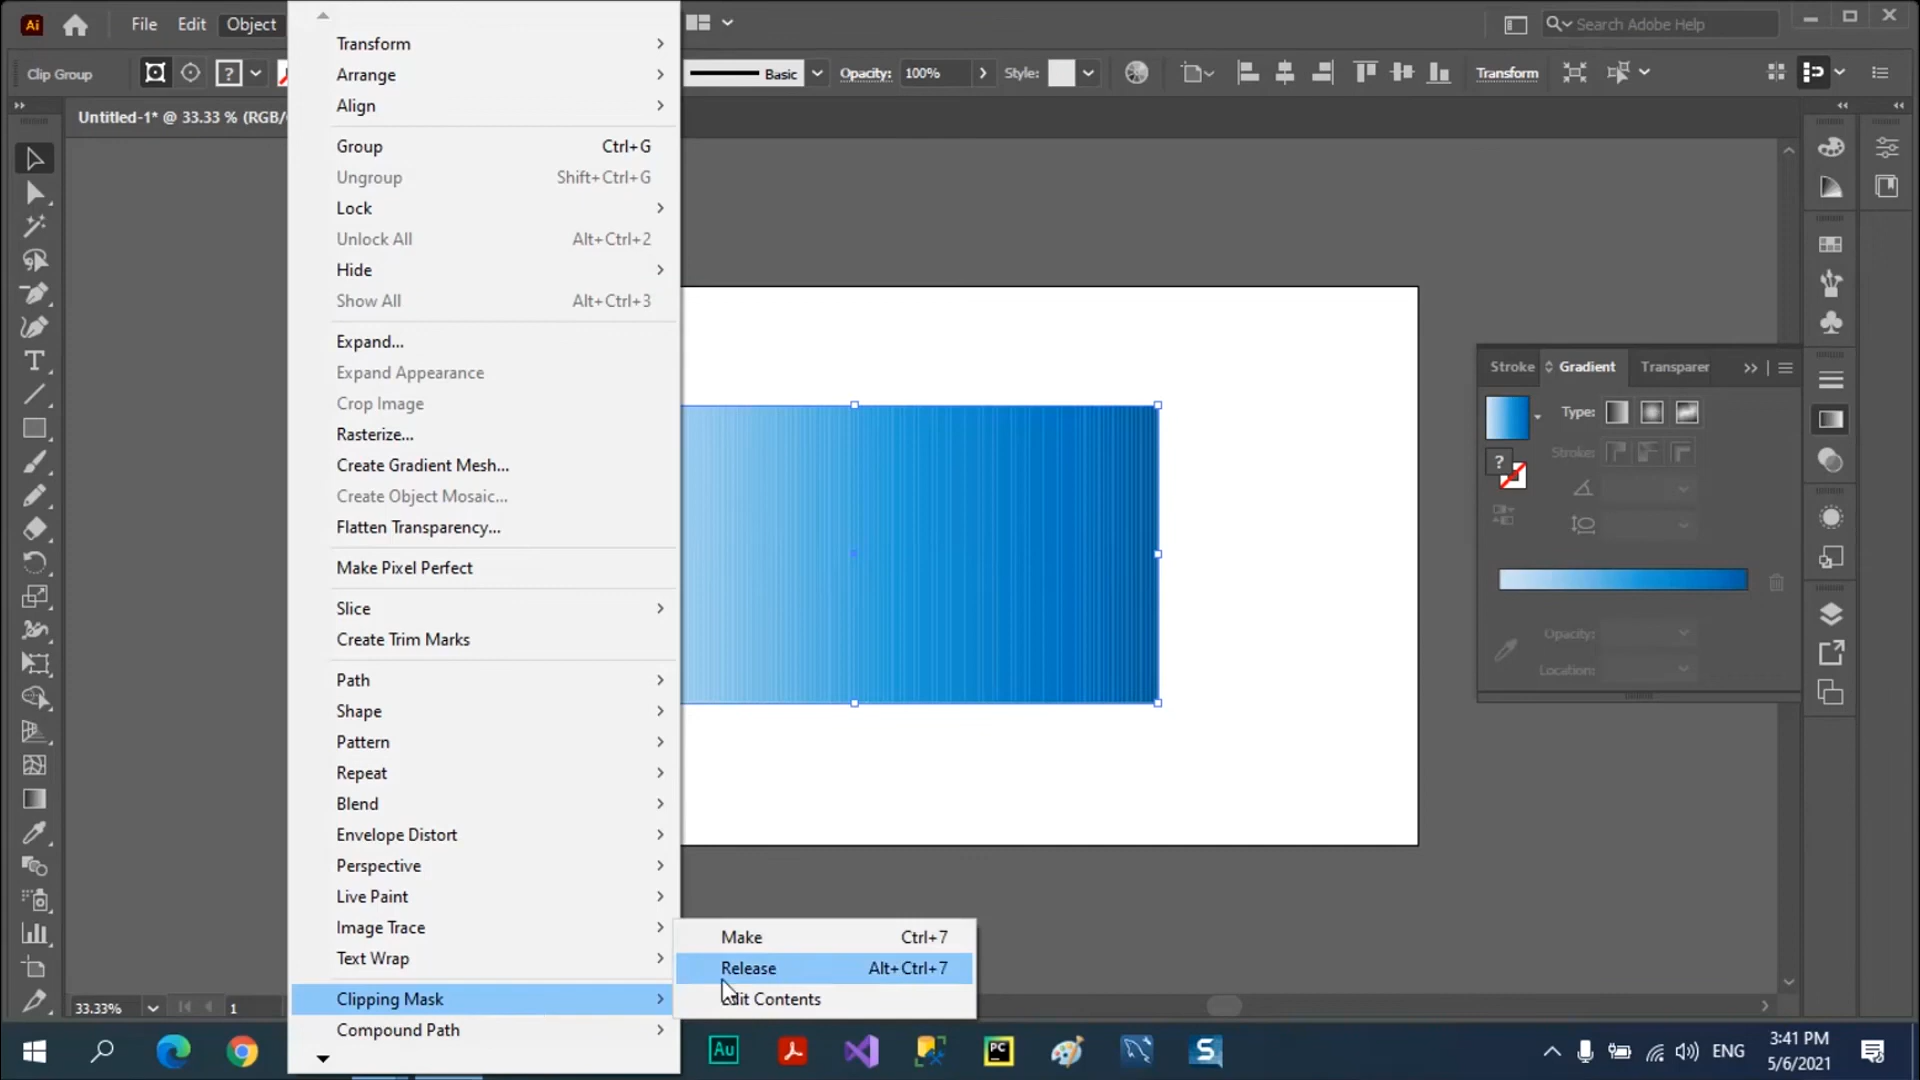 Ai
File
Edit
Object
Search Adobe Help
Clip Group
?
Basic
Opacity:
100%
Style:
Transform
Untitled-1* @ 33.33 % (RGB/
Transform
Arrange
Align
Group Ctrl+G
Ungroup Shift+Ctrl+G
Lock
Unlock All Alt+Ctrl+2
Hide
Show All Alt+Ctrl+3
Expand...
Expand Appearance
Crop Image
Rasterize...
Create Gradient Mesh...
Create Object Mosaic...
Flatten Transparency...
Make Pixel Perfect
Slice
Create Trim Marks
Path
Shape
Pattern
Repeat
Blend
Envelope Distort
Perspective
Live Paint
Image Trace
Text Wrap
Clipping Mask
Compound Path
Make Ctrl+7
Release Alt+Ctrl+7
Edit Contents
Stroke
Gradient
Transparer
Type:
Stroke:
?
Opacity:
Location:
33.33%
1
Au
PC
S
ENG
3:41 PM
5/6/2021